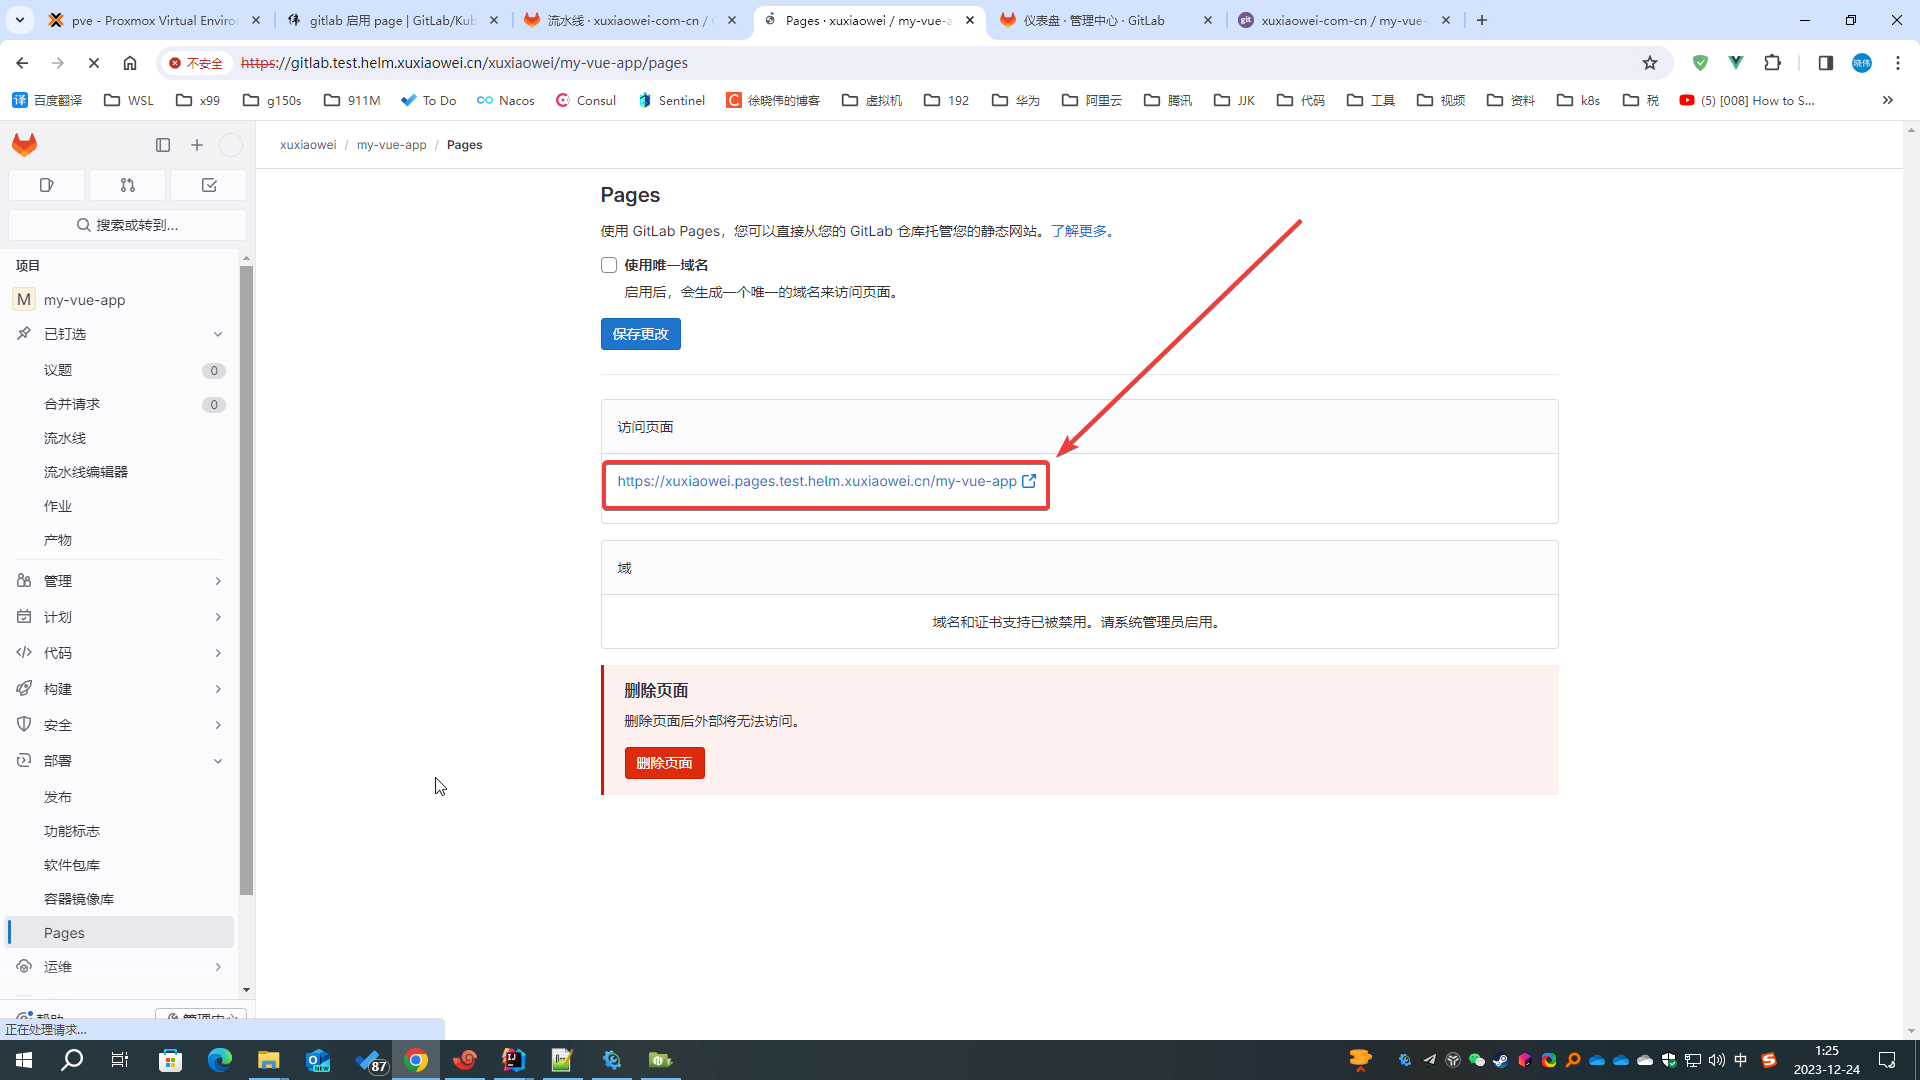 pve - Proxmox Virtual Enviro
gitlab 启用 page | GitLab/Kub
流水线 · xuxiaowei-com-cn /
Pages · xuxiaowei / my-vue-a
仪表盘 · 管理中心 · GitLab
xuxiaowei-com-cn / my-vue-
不安全
https://gitlab.test.helm.xuxiaowei.cn/xuxiaowei/my-vue-app/pages
晓伟
译 百度翻译
WSL
x99
g150s
911M
To Do
Nacos
Consul
Sentinel
C 徐晓伟的博客
虚拟机
192
华为
阿里云
腾讯
JJK
代码
工具
视频
资料
k8s
税
(5) [008] How to S...
xuxiaowei / my-vue-app / Pages
搜索或转到...
项目
M my-vue-app
已钉选
议题 0
合并请求 0
流水线
流水线编辑器
作业
产物
管理
计划
代码
构建
安全
部署
发布
功能标志
软件包库
容器镜像库
Pages
运维
帮助
管理中心
正在处理请求...
Pages
使用 GitLab Pages，您可以直接从您的 GitLab 仓库托管您的静态网站。了解更多。
使用唯一域名
启用后，会生成一个唯一的域名来访问页面。
保存更改
访问页面
https://xuxiaowei.pages.test.helm.xuxiaowei.cn/my-vue-app
域
域名和证书支持已被禁用。请系统管理员启用。
删除页面
删除页面后外部将无法访问。
删除页面
NEW
87
中
1:25
2023-12-24